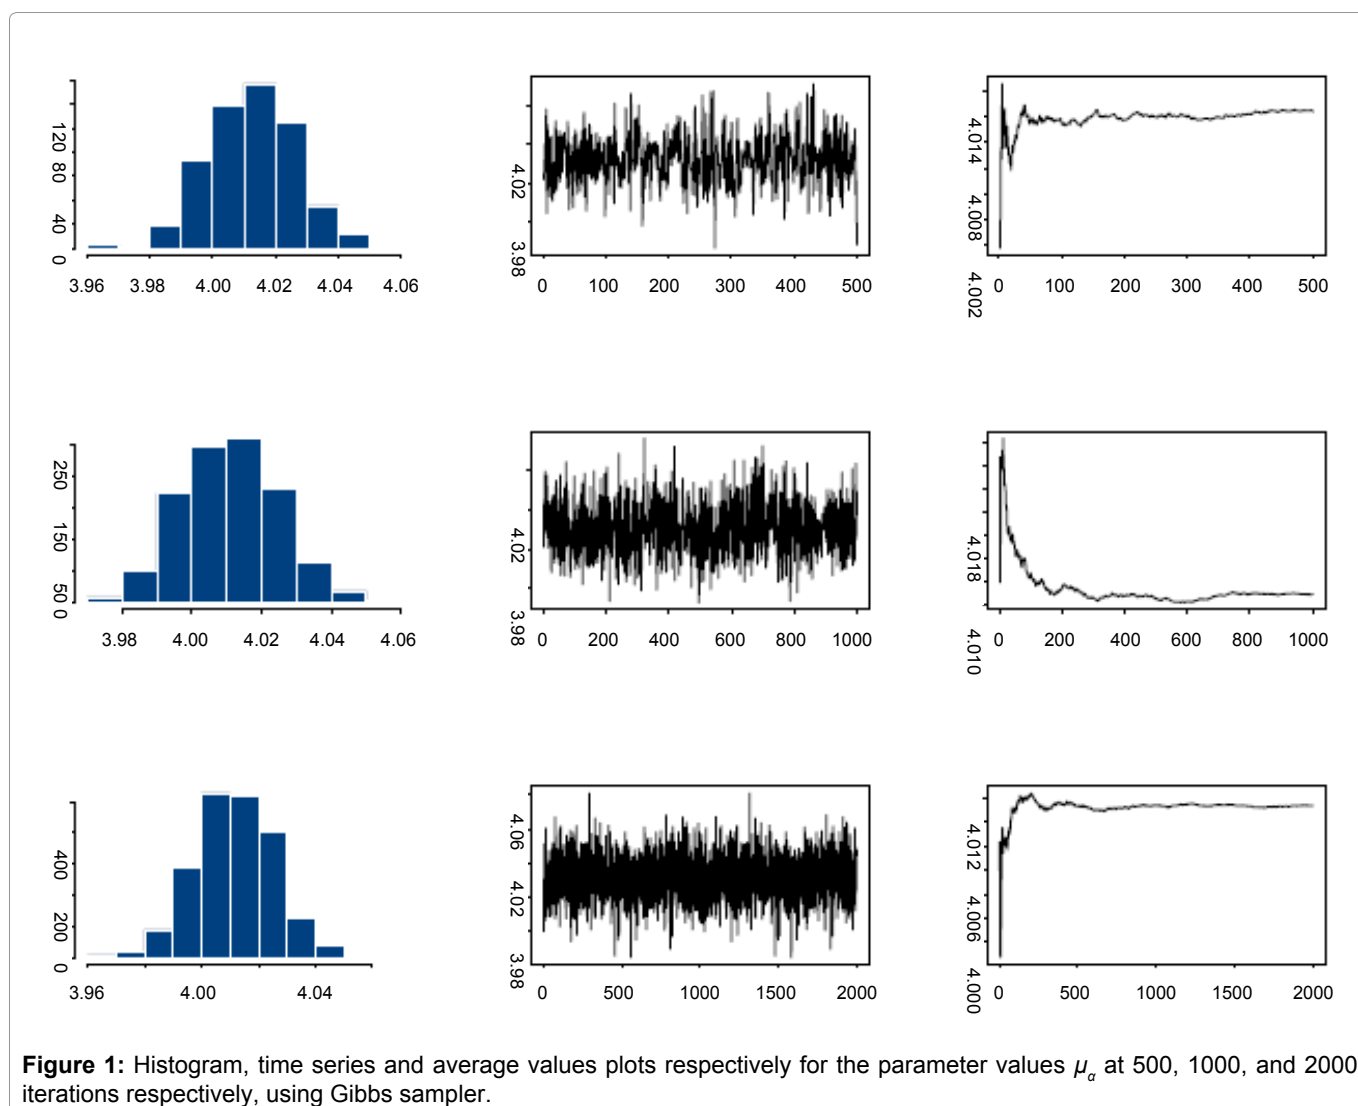 120
80
40
0
3.96 3.98 4.00 4.02 4.04 4.06
4.02
3.98
0 100 200 300 400 500
4.014
4.008
4.002
0 100 200 300 400 500
250
150
50
0
3.98 4.00 4.02 4.04 4.06
4.02
3.98
0 200 400 600 800 1000
4.018
4.010
0 200 400 600 800 1000
400
200
0
3.96 4.00 4.04
4.06
4.02
3.98
0 500 1000 1500 2000
4.012
4.006
4.000
0 500 1000 1500 2000
Figure 1: Histogram, time series and average values plots respectively for the parameter values μα at 500, 1000, and 2000
iterations respectively, using Gibbs sampler.